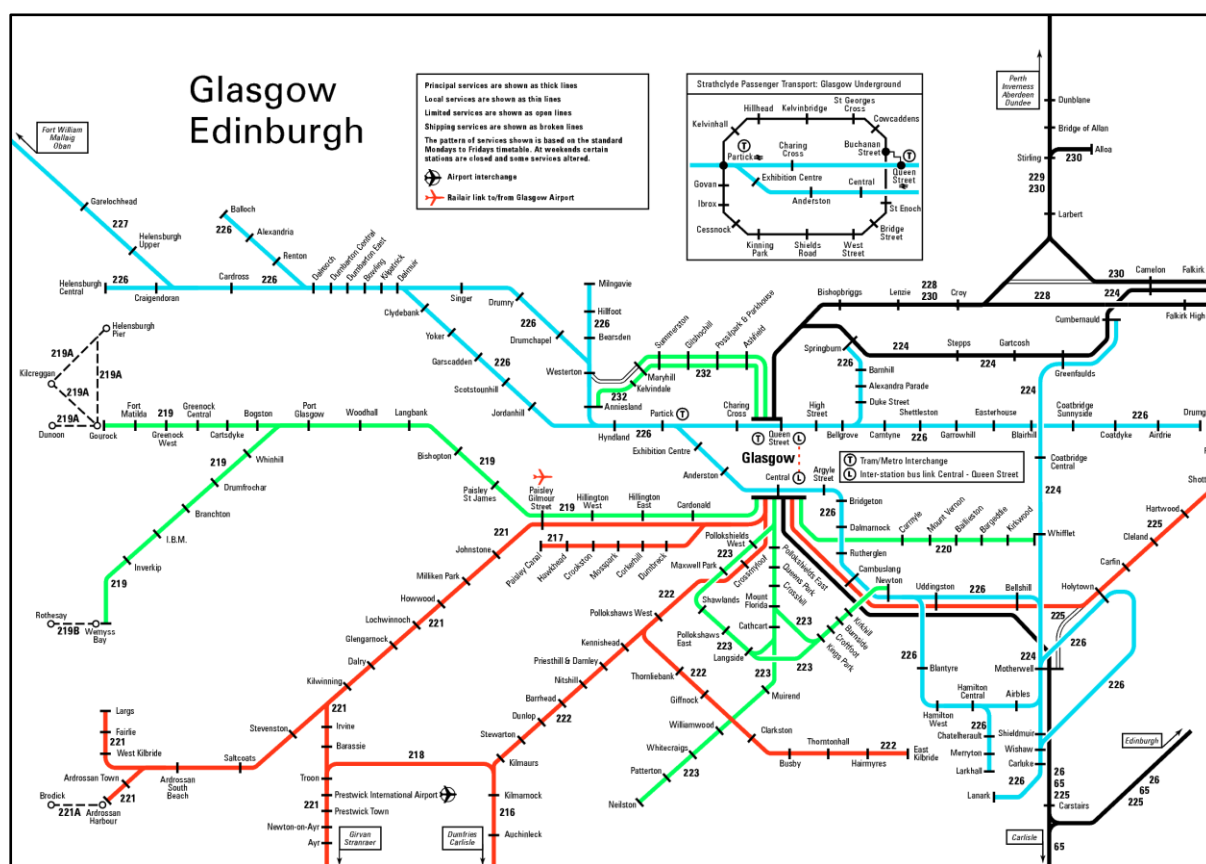 Glasgow
Edinburgh
Principal services are shown as thick lines
Local services are shown as thin lines
Limited services are shown as open lines
Shipping services are shown as broken lines
The pattern of services shown is based on the standard
Mondays to Fridays timetable. At weekends certain
stations are closed and some services altered.
Airport interchange
Railair link to/from Glasgow Airport
Strathclyde Passenger Transport: Glasgow Underground
Hillhead
Kelvinbridge
St Georges
Cross
Cowcaddens
Kelvinhall
Buchanan
Street
T
Partick
T
Charing
Cross
Queen
Street
Exhibition Centre
Central
Anderston
Govan
Ibrox
Cessnock
Kinning
Park
Shields
Road
West
Street
Bridge
Street
St Enoch
Perth
Inverness
Aberdeen
Dundee
Dunblane
Bridge of Allan
Stirling
230
Alloa
229
230
Larbert
Fort William
Mallaig
Oban
Garelochhead
227
Helensburgh
Upper
Balloch
226
Alexandria
Renton
Helensburgh
Central
226
Craigendoran
Cardross
226
Dalreoch
Dumbarton Central
Dumbarton East
Bowling
Kilpatrick
Dalmuir
Singer
Drumry
226
Drumchapel
Clydebank
Yoker
Garscadden
226
Scotstounhill
Jordanhill
Milngavie
Hillfoot
226
Bearsden
Westerton
Anniesland
Hyndland
226
Summerston
Gilshochill
Possilpark & Parkhouse
Ashfield
Maryhill
232
Kelvindale
232
Bishopbriggs
228
230
Lenzie
Croy
230
Camelon
224
Falkirk
228
Falkirk High
Cumbernauld
Springburn
226
224
Stepps
224
Gartcosh
Greenfaulds
Barnhill
Alexandra Parade
Duke Street
224
Helensburgh
Pier
219A
Kilcreggan
219A
219A
219A
Dunoon
Gourock
Fort
Matilda
219
Greenock
West
Greenock
Central
Cartsdyke
Bogston
Port
Glasgow
Woodhall
Langbank
219
Whinhill
Drumfrochar
Branchton
I.B.M.
Inverkip
219
Rothesay
219B
Wemyss
Bay
Bishopton
219
Paisley
St James
Paisley
Gilmour
Street
219
Hillington
West
Hillington
East
Cardonald
Partick
T
Charing
Cross
Queen
Street
T
L
High
Street
Bellgrove
Carntyne
Shettleston
226
Garrowhill
Easterhouse
Blairhill
Coatbridge
Sunnyside
Coatdyke
226
Airdrie
Drumg
Exhibition Centre
Anderston
Glasgow
Central
L
Argyle
Street
T
Tram/Metro Interchange
L
Inter-station bus link Central - Queen Street
Coatbridge
Central
224
Bridgeton
226
Dalmarnock
Rutherglen
Cambuslang
Carmyle
Mount Vernon
Baillieston
Bargeddie
Kirkwood
220
Whifflet
Shott
Hartwood
225
Cleland
Carfin
Holytown
225
221
217
Paisley Canal
Hawkhead
Crookston
Mosspark
Corkerhill
Dumbreck
Johnstone
Milliken Park
Howwood
Lochwinnoch
221
Glengarnock
Dalry
Kilwinning
221
Stevenston
Saltcoats
Ardrossan
South
Beach
Largs
Fairlie
221
West Kilbride
Ardrossan Town
Brodick
221A
Ardrossan
Harbour
221
Irvine
Barassie
Troon
218
Prestwick International Airport
221
Prestwick Town
Newton-on-Ayr
Ayr
Girvan
Stranraer
Dumfries
Carlisle
Kilmarnock
216
Auchinleck
Pollokshields
West
223
Maxwell Park
Crossmyloof
222
Pollokshaws West
Shawlands
Pollokshaws
East
223
Langside
Kennishead
Priesthill & Darnley
Nitshill
Barrhead
222
Dunlop
Stewarton
Kilmaurs
Thornliebank
222
Giffnock
Clarkston
Busby
Thorntonhall
Hairmyres
222
East
Kilbride
Pollokshields East
Queens Park
Crosshill
Mount
Florida
Cathcart
223
223
223
Muirend
Williamwood
Whitecraigs
Patterton
223
Neilston
Kings Park
Croftfoot
Burnside
Kirkhill
Newton
Uddingston
226
Bellshill
226
Blantyre
Hamilton
West
Hamilton
Central
226
Airbles
Chatelherault
Merryton
Larkhall
224
Motherwell
226
226
Shieldmuir
Wishaw
Carluke
226
Lanark
26
65
225
Carstairs
Carlisle
65
Edinburgh
26
65
225